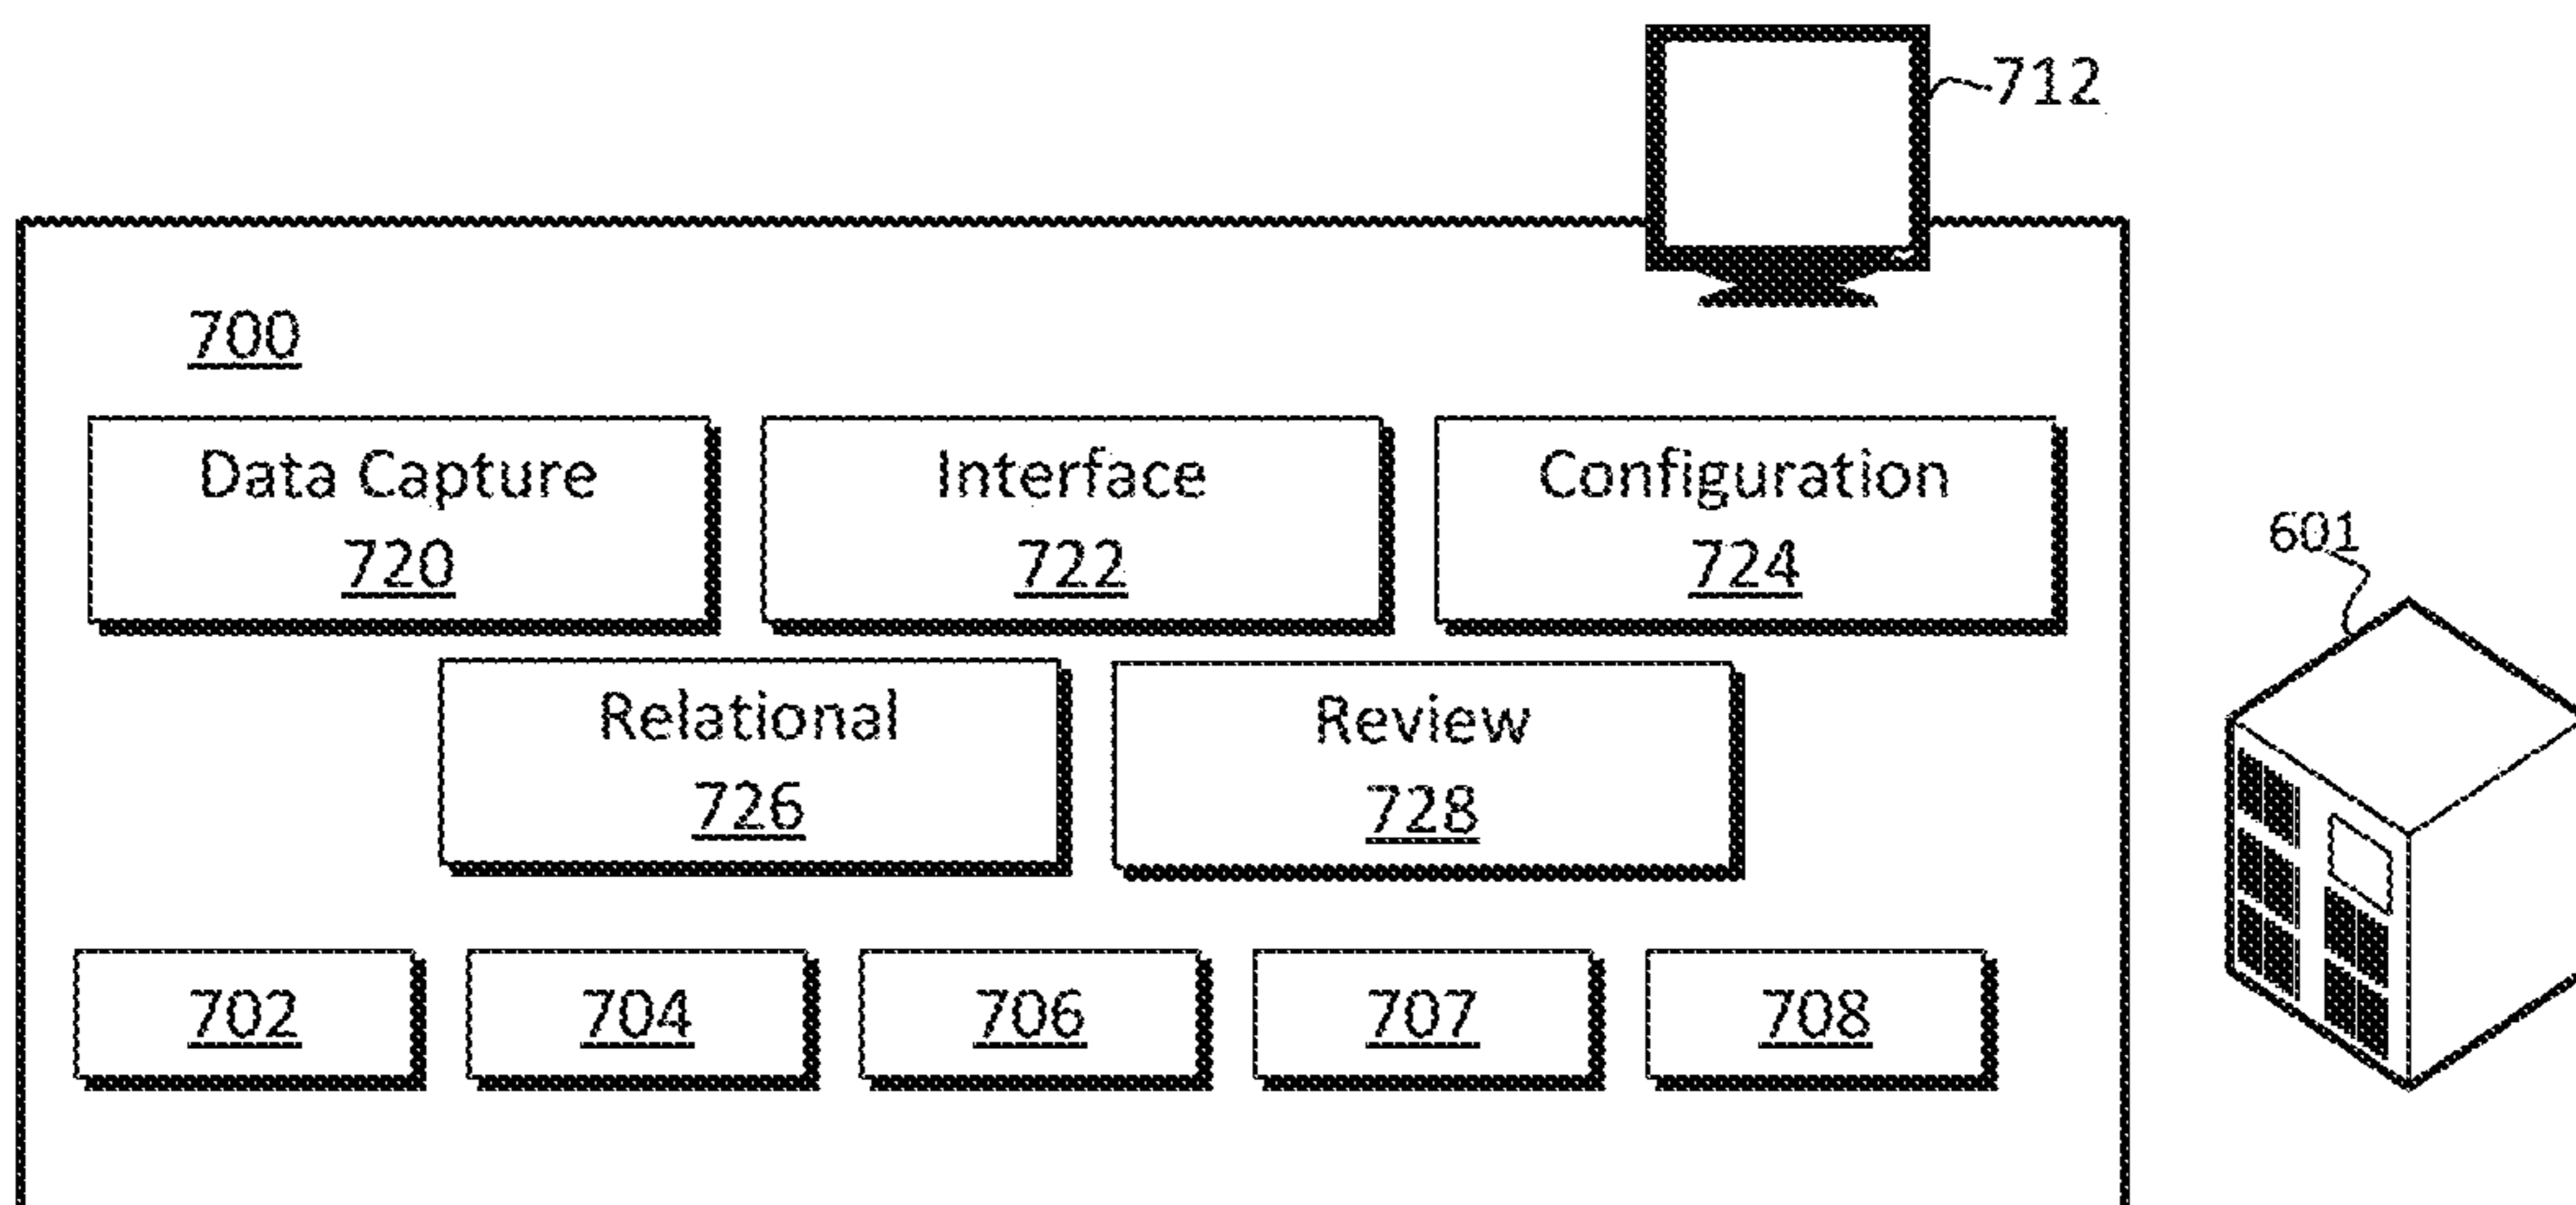 712
700
Data Capture
720
Interface
722
Configuration
724
601
Relational
726
Review
728
702
704
706
707
708